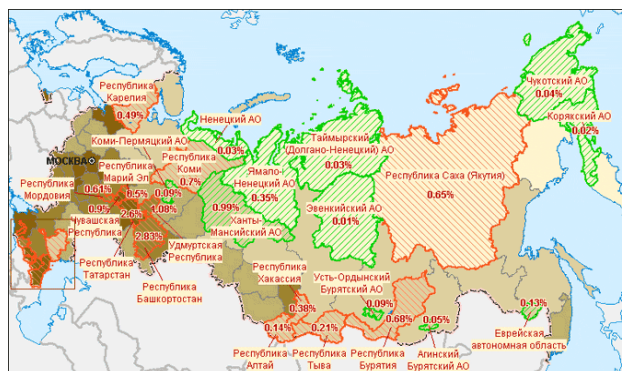 Чукотский АО
0.04%
Корякский АО
0.02%
Республика
Карелия
0.49%
Ненецкий АО
0.03%
Таймырский
(Долгано-Ненецкий) АО
0.03%
Республика Саха (Якутия)
0.65%
Коми-Пермяцкий АО
МОСКВА
Республика
Марий Эл
Республика
Коми
0.7%
Ямало-
Ненецкий АО
0.35%
Республика
Мордовия
0.61%
8.5%
0.09%
0.9%
2.6%
1.08%
0.99%
Ханты-
Мансийский АО
Эвенкийский АО
0.01%
Чувашская
Республика
2.83%
Удмуртская
Республика
Республика
Татарстан
Республика
Башкортостан
Республика
Хакассия
0.38%
Усть-Ордынский
Бурятский АО
0.09%
0.68%
0.05%
0.13%
0.14%
0.21%
Еврейская
автономная область
Республика
Алтай
Республика
Тыва
Республика
Бурятия
Агинский
Бурятский АО